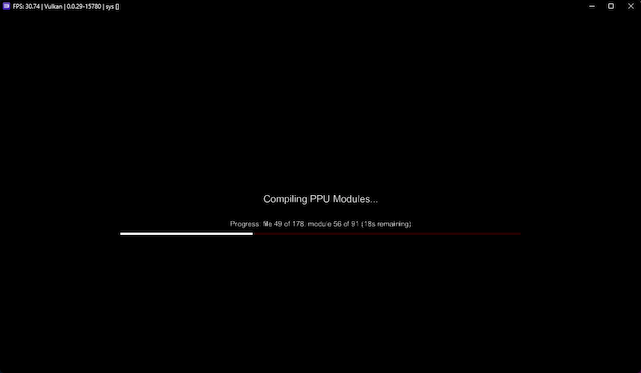 FPS: 30.74 | Vulkan | 0.0.29-15780 | sys []
Compiling PPU Modules...
Progress: file 49 of 178, module 56 of 91 (18s remaining)